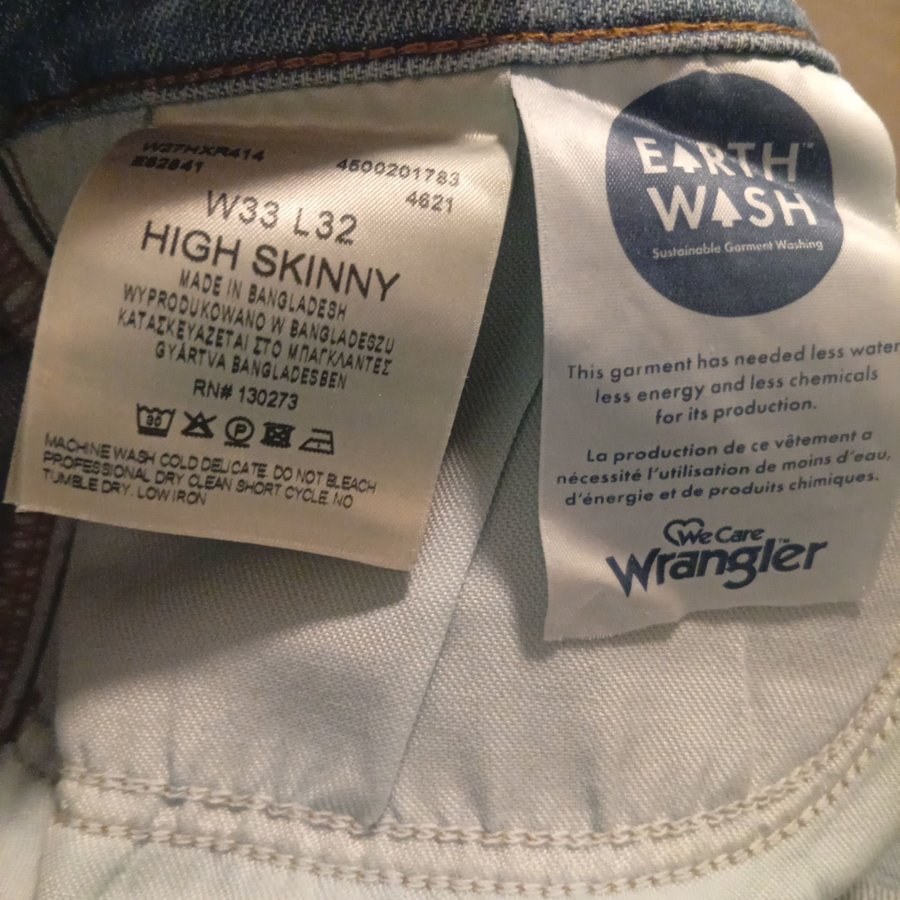 W27HXR414
E82841
4500201783
4621
W33 L32
HIGH SKINNY
MADE IN BANGLADESH
WYPRODUKOWANO W BANGLADESZU
ΚΑΤΑΣΚΕΥΑΖΕΤΑΙ ΣΤΟ ΜΠΑΓΚΛΑΝΤΕΣ
GYÁRTVA BANGLADESBEN
RN# 130273
30
P
MACHINE WASH COLD DELICATE. DO NOT BLEACH
PROFESSIONAL DRY CLEAN SHORT CYCLE. NO
TUMBLE DRY. LOW IRON
EARTH™
WASH
Sustainable Garment Washing
This garment has needed less water
less energy and less chemicals
for its production.
La production de ce vêtement a
nécessité l'utilisation de moins d'eau,
d'énergie et de produits chimiques.
We Care
Wrangler™